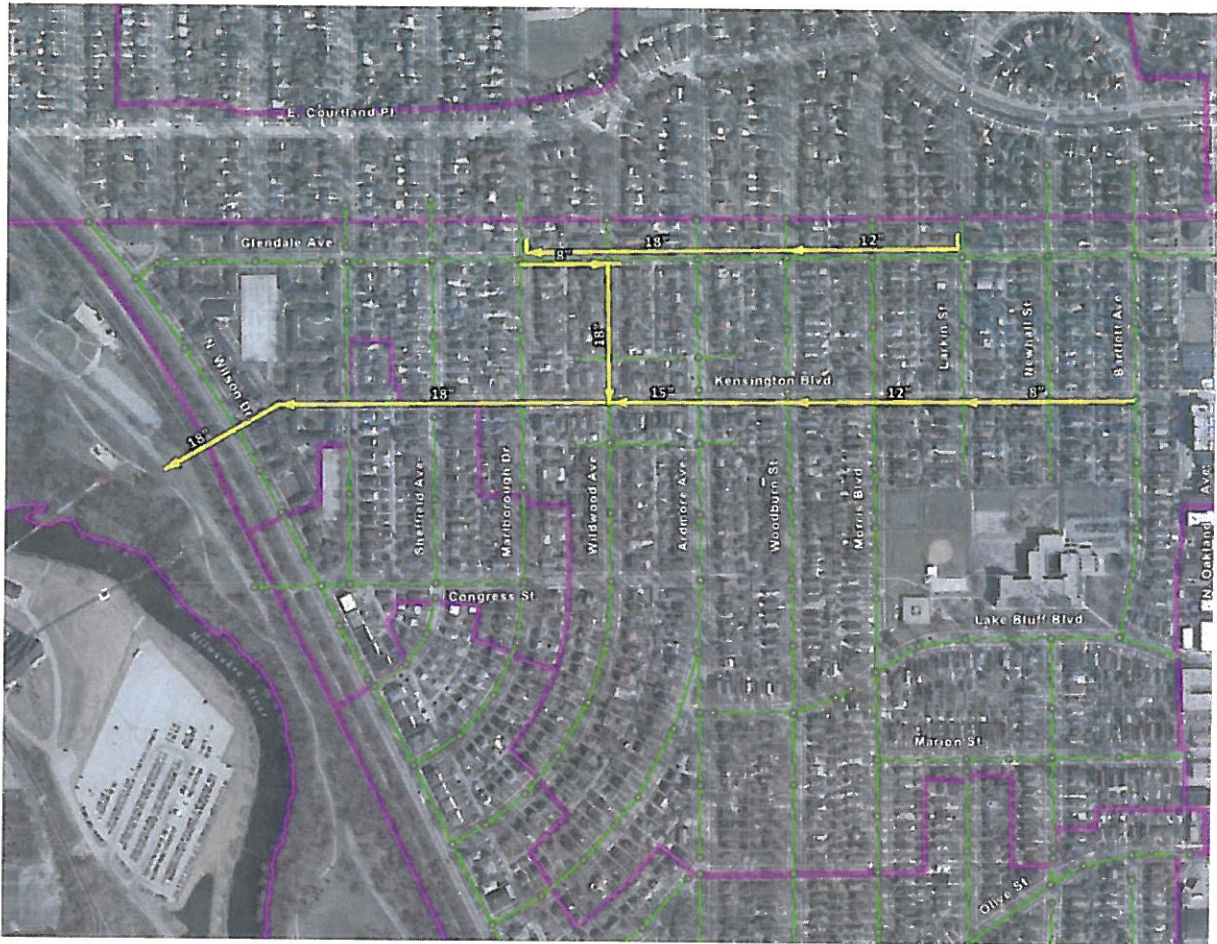 E. Courtland Pl.
Glendale Ave
18"
12"
8"
18"
Larkin St
Newhall St
Bartlett Ave
N. Wilson Dr
Kensington Blvd
18"
15"
12"
8"
18"
Sheffield Ave
Marlborough Dr
Wildwood Ave
Ardmore Ave
Woodburn St
Morris Blvd
N. Oakland Ave.
Congress St
Lake Bluff Blvd
Milwaukee River
Marion St
Olive St